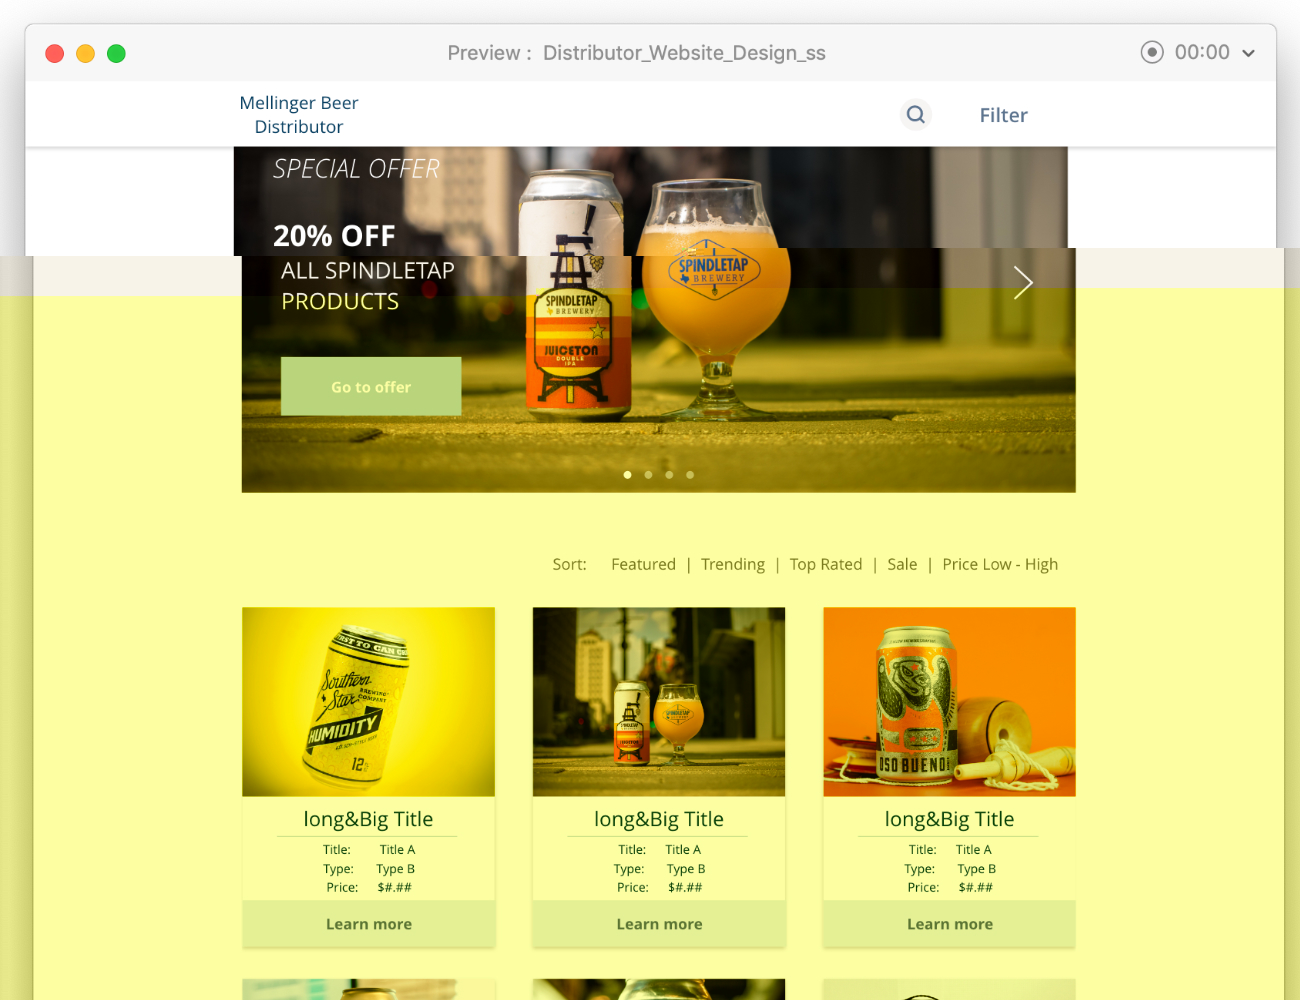 Preview : Distributor_Website_Design_ss
00:00
Mellinger Beer
Distributor
Filter
SPECIAL OFFER
20% OFF
ALL SPINDLETAP
PRODUCTS
Go to offer
SPINDLETAP
BREWERY
JUICETON
DOUBLE
IPA
SPINDLETAP
BREWERY
Sort: Featured | Trending | Top Rated | Sale | Price Low - High
Southern
Star
BREWING
COMPANY
HUMIDITY
12
SPINDLETAP
SPINDLETAP
OSO BUENO
long&Big Title
Title: Title A
Type: Type B
Price: $#.##
Learn more
long&Big Title
Title: Title A
Type: Type B
Price: $#.##
Learn more
long&Big Title
Title: Title A
Type: Type B
Price: $#.##
Learn more